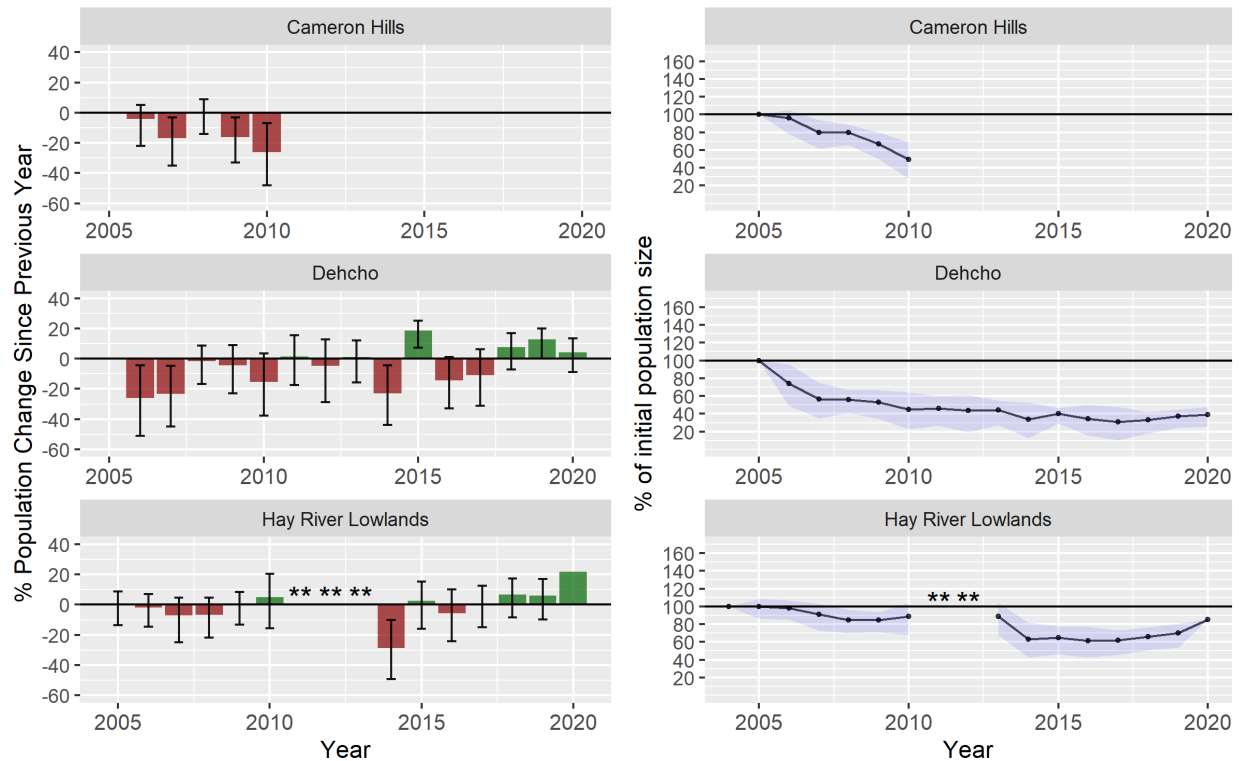 % Population Change Since Previous Year
Cameron Hills
40
20
0
-20
-40
-60
2005 2010 2015 2020
Dehcho
40
20
0
-20
-40
-60
2005 2010 2015 2020
Hay River Lowlands
40
20
0
-20
-40
-60
** ** **
2005 2010 2015 2020
Year
% of initial population size
Cameron Hills
160
140
120
100
80
60
40
20
2005 2010 2015 2020
Dehcho
160
140
120
100
80
60
40
20
2005 2010 2015 2020
Hay River Lowlands
160
140
120
100
80
60
40
20
** **
2005 2010 2015 2020
Year